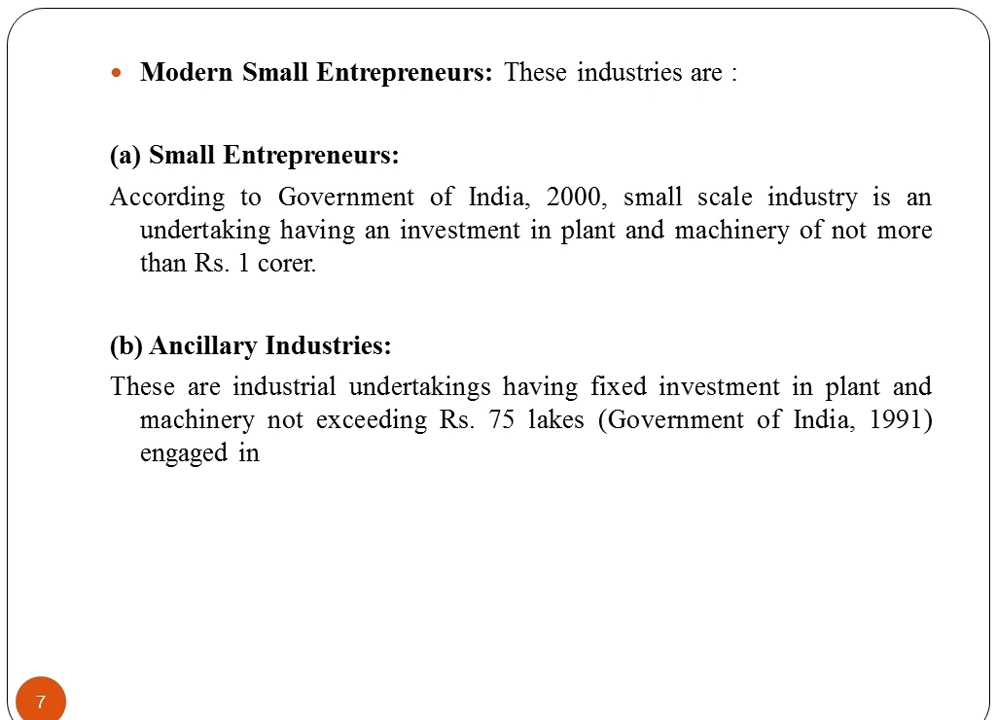 • Modern Small Entrepreneurs: These industries are :
(a) Small Entrepreneurs:
According to Government of India, 2000, small scale industry is an
undertaking having an investment in plant and machinery of not more
than Rs. 1 corer.
(b) Ancillary Industries:
These are industrial undertakings having fixed investment in plant and
machinery not exceeding Rs. 75 lakes (Government of India, 1991)
engaged in
7